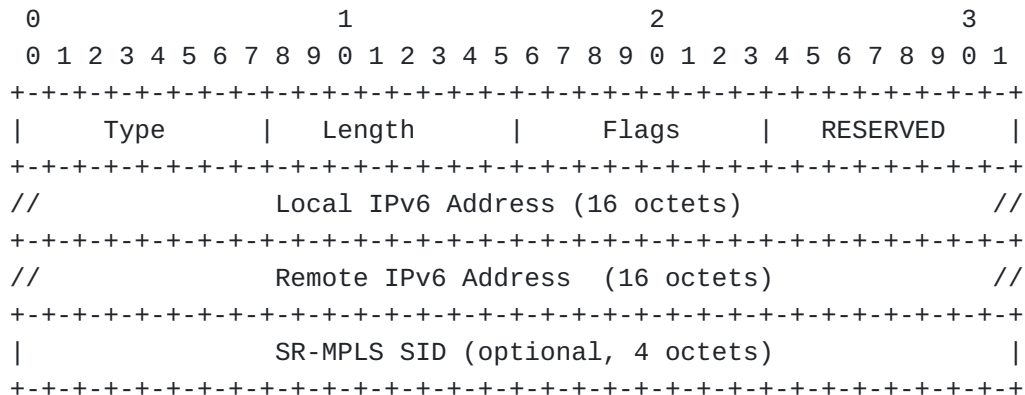 0                   1                   2                   3
 0 1 2 3 4 5 6 7 8 9 0 1 2 3 4 5 6 7 8 9 0 1 2 3 4 5 6 7 8 9 0 1
+-+-+-+-+-+-+-+-+-+-+-+-+-+-+-+-+-+-+-+-+-+-+-+-+-+-+-+-+-+-+-+-+
|     Type      |   Length      |     Flags     |   RESERVED    |
+-+-+-+-+-+-+-+-+-+-+-+-+-+-+-+-+-+-+-+-+-+-+-+-+-+-+-+-+-+-+-+-+
//               Local IPv6 Address (16 octets)                //
+-+-+-+-+-+-+-+-+-+-+-+-+-+-+-+-+-+-+-+-+-+-+-+-+-+-+-+-+-+-+-+-+
//               Remote IPv6 Address  (16 octets)              //
+-+-+-+-+-+-+-+-+-+-+-+-+-+-+-+-+-+-+-+-+-+-+-+-+-+-+-+-+-+-+-+-+
|                SR-MPLS SID (optional, 4 octets)               |
+-+-+-+-+-+-+-+-+-+-+-+-+-+-+-+-+-+-+-+-+-+-+-+-+-+-+-+-+-+-+-+-+